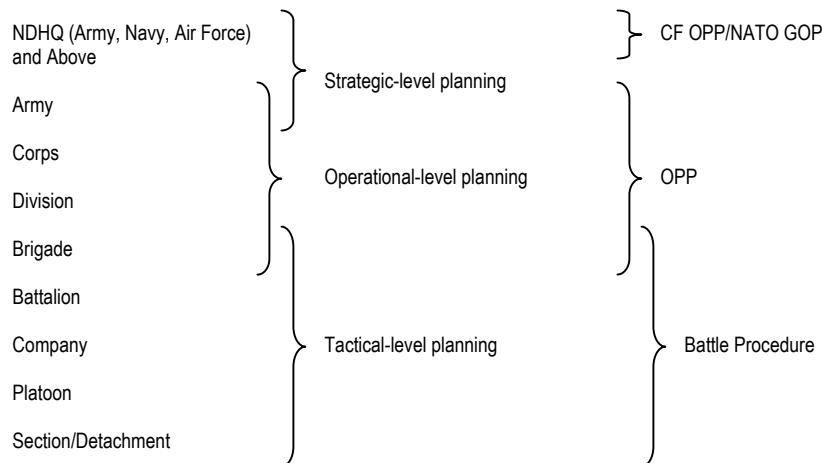 NDHQ (Army, Navy, Air Force)
and Above
CF OPP/NATO GOP
Strategic-level planning
Army
Corps
Operational-level planning
OPP
Division
Brigade
Battalion
Company
Tactical-level planning
Battle Procedure
Platoon
Section/Detachment